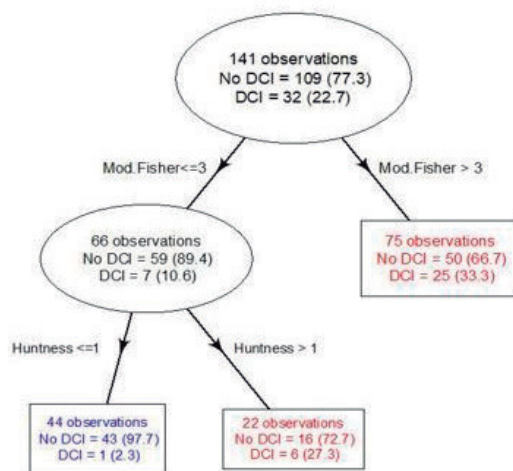 141 observations
No DCI = 109 (77.3)
DCI = 32 (22.7)
Mod.Fisher<=3
Mod.Fisher > 3
66 observations
No DCI = 59 (89.4)
DCI = 7 (10.6)
75 observations
No DCI = 50 (66.7)
DCI = 25 (33.3)
Huntness <=1
Huntness > 1
44 observations
No DCI = 43 (97.7)
DCI = 1 (2.3)
22 observations
No DCI = 16 (72.7)
DCI = 6 (27.3)